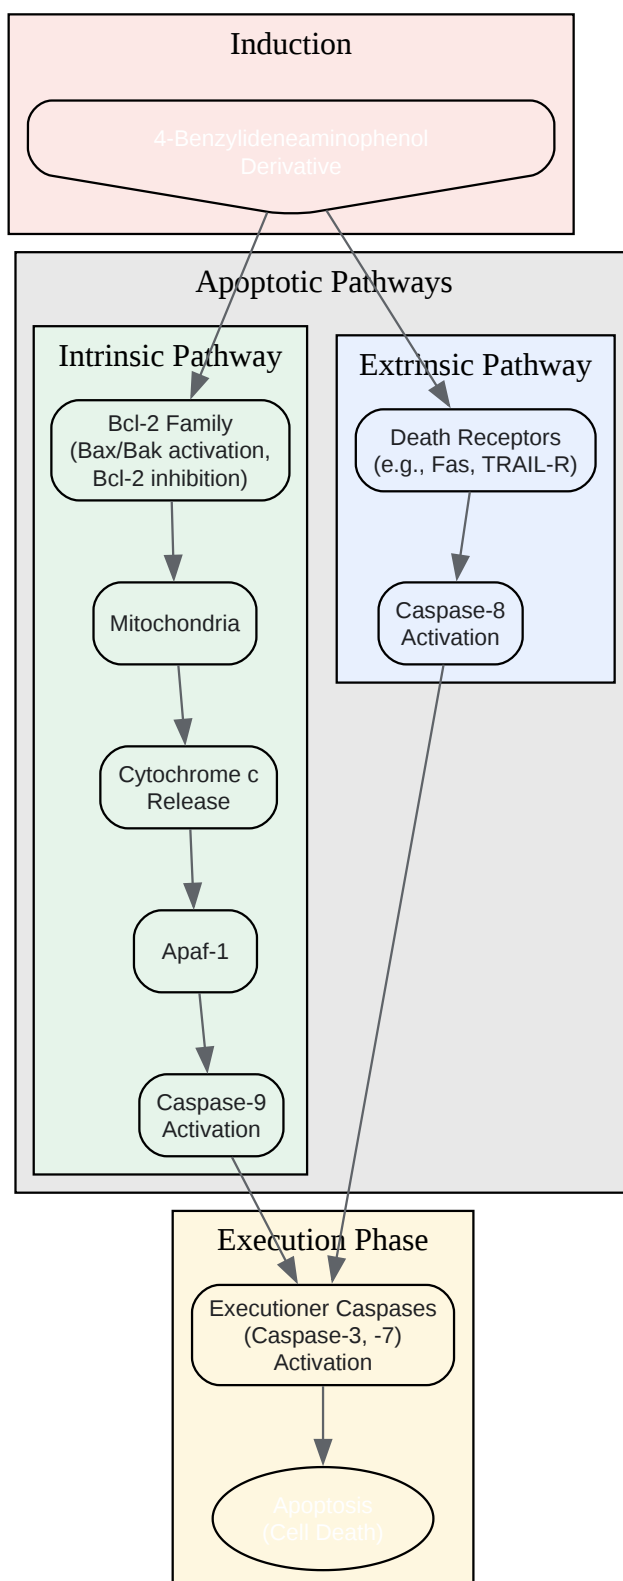 Induction
4-Benzylideneaminophenol
Derivative
Apoptotic Pathways
Intrinsic Pathway
Bcl-2 Family
(Bax/Bak activation,
Bcl-2 inhibition)
Mitochondria
Cytochrome c
Release
Apaf-1
Caspase-9
Activation
Extrinsic Pathway
Death Receptors
(e.g., Fas, TRAIL-R)
Caspase-8
Activation
Execution Phase
Executioner Caspases
(Caspase-3, -7)
Activation
Apoptosis
(Cell Death)